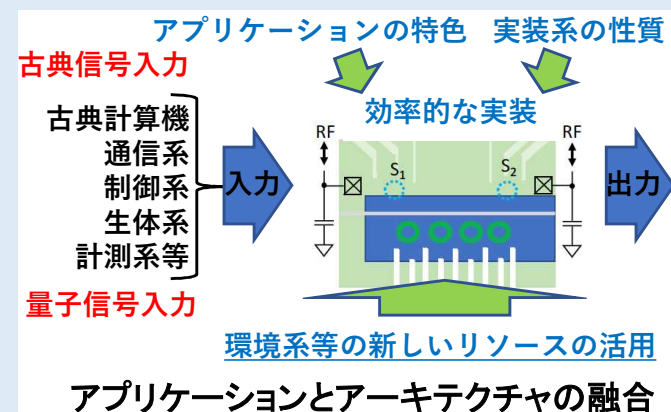 アプリケーションの特色 実装系の性質
古典信号入力
効率的な実装
古典計算機
通信系
制御系
生体系
計測系等
入力
RF
S1
S2
RF
出力
量子信号入力
環境系等の新しいリソースの活用
アプリケーションとアーキテクチャの融合